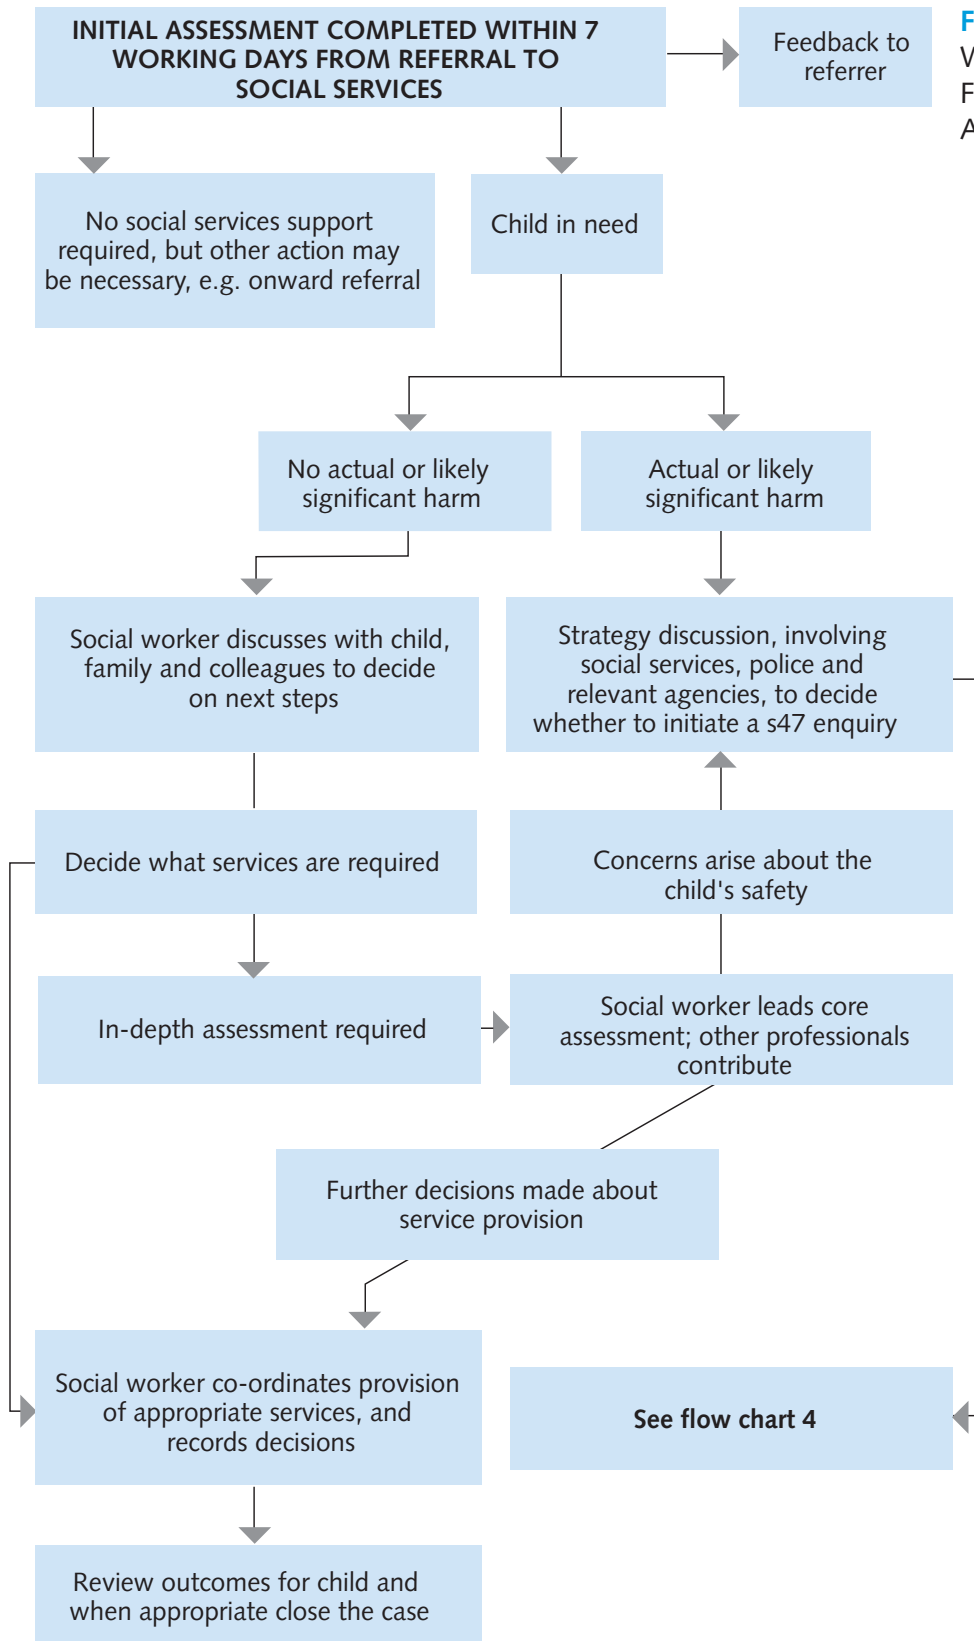 INITIAL ASSESSMENT COMPLETED WITHIN 7
WORKING DAYS FROM REFERRAL TO
SOCIAL SERVICES
Feedback to
referrer
F
W
F
A
No social services support
required, but other action may
be necessary, e.g. onward referral
Child in need
No actual or likely
significant harm
Actual or likely
significant harm
Social worker discusses with child,
family and colleagues to decide
on next steps
Strategy discussion, involving
social services, police and
relevant agencies, to decide
whether to initiate a s47 enquiry
Decide what services are required
Concerns arise about the
child's safety
In-depth assessment required
Social worker leads core
assessment; other professionals
contribute
Further decisions made about
service provision
Social worker co-ordinates provision
of appropriate services, and
records decisions
See flow chart 4
Review outcomes for child and
when appropriate close the case